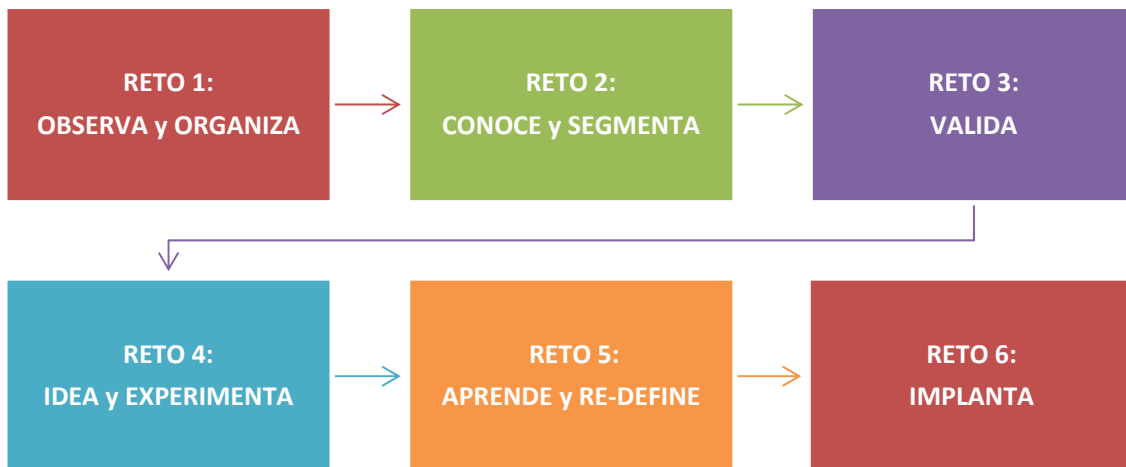 RETO 1:
OBSERVA y ORGANIZA
RETO 2:
CONOCE y SEGMENTA
RETO 3:
VALIDA
RETO 4:
IDEA y EXPERIMENTA
RETO 5:
APRENDE y RE-DEFINE
RETO 6:
IMPLANTA